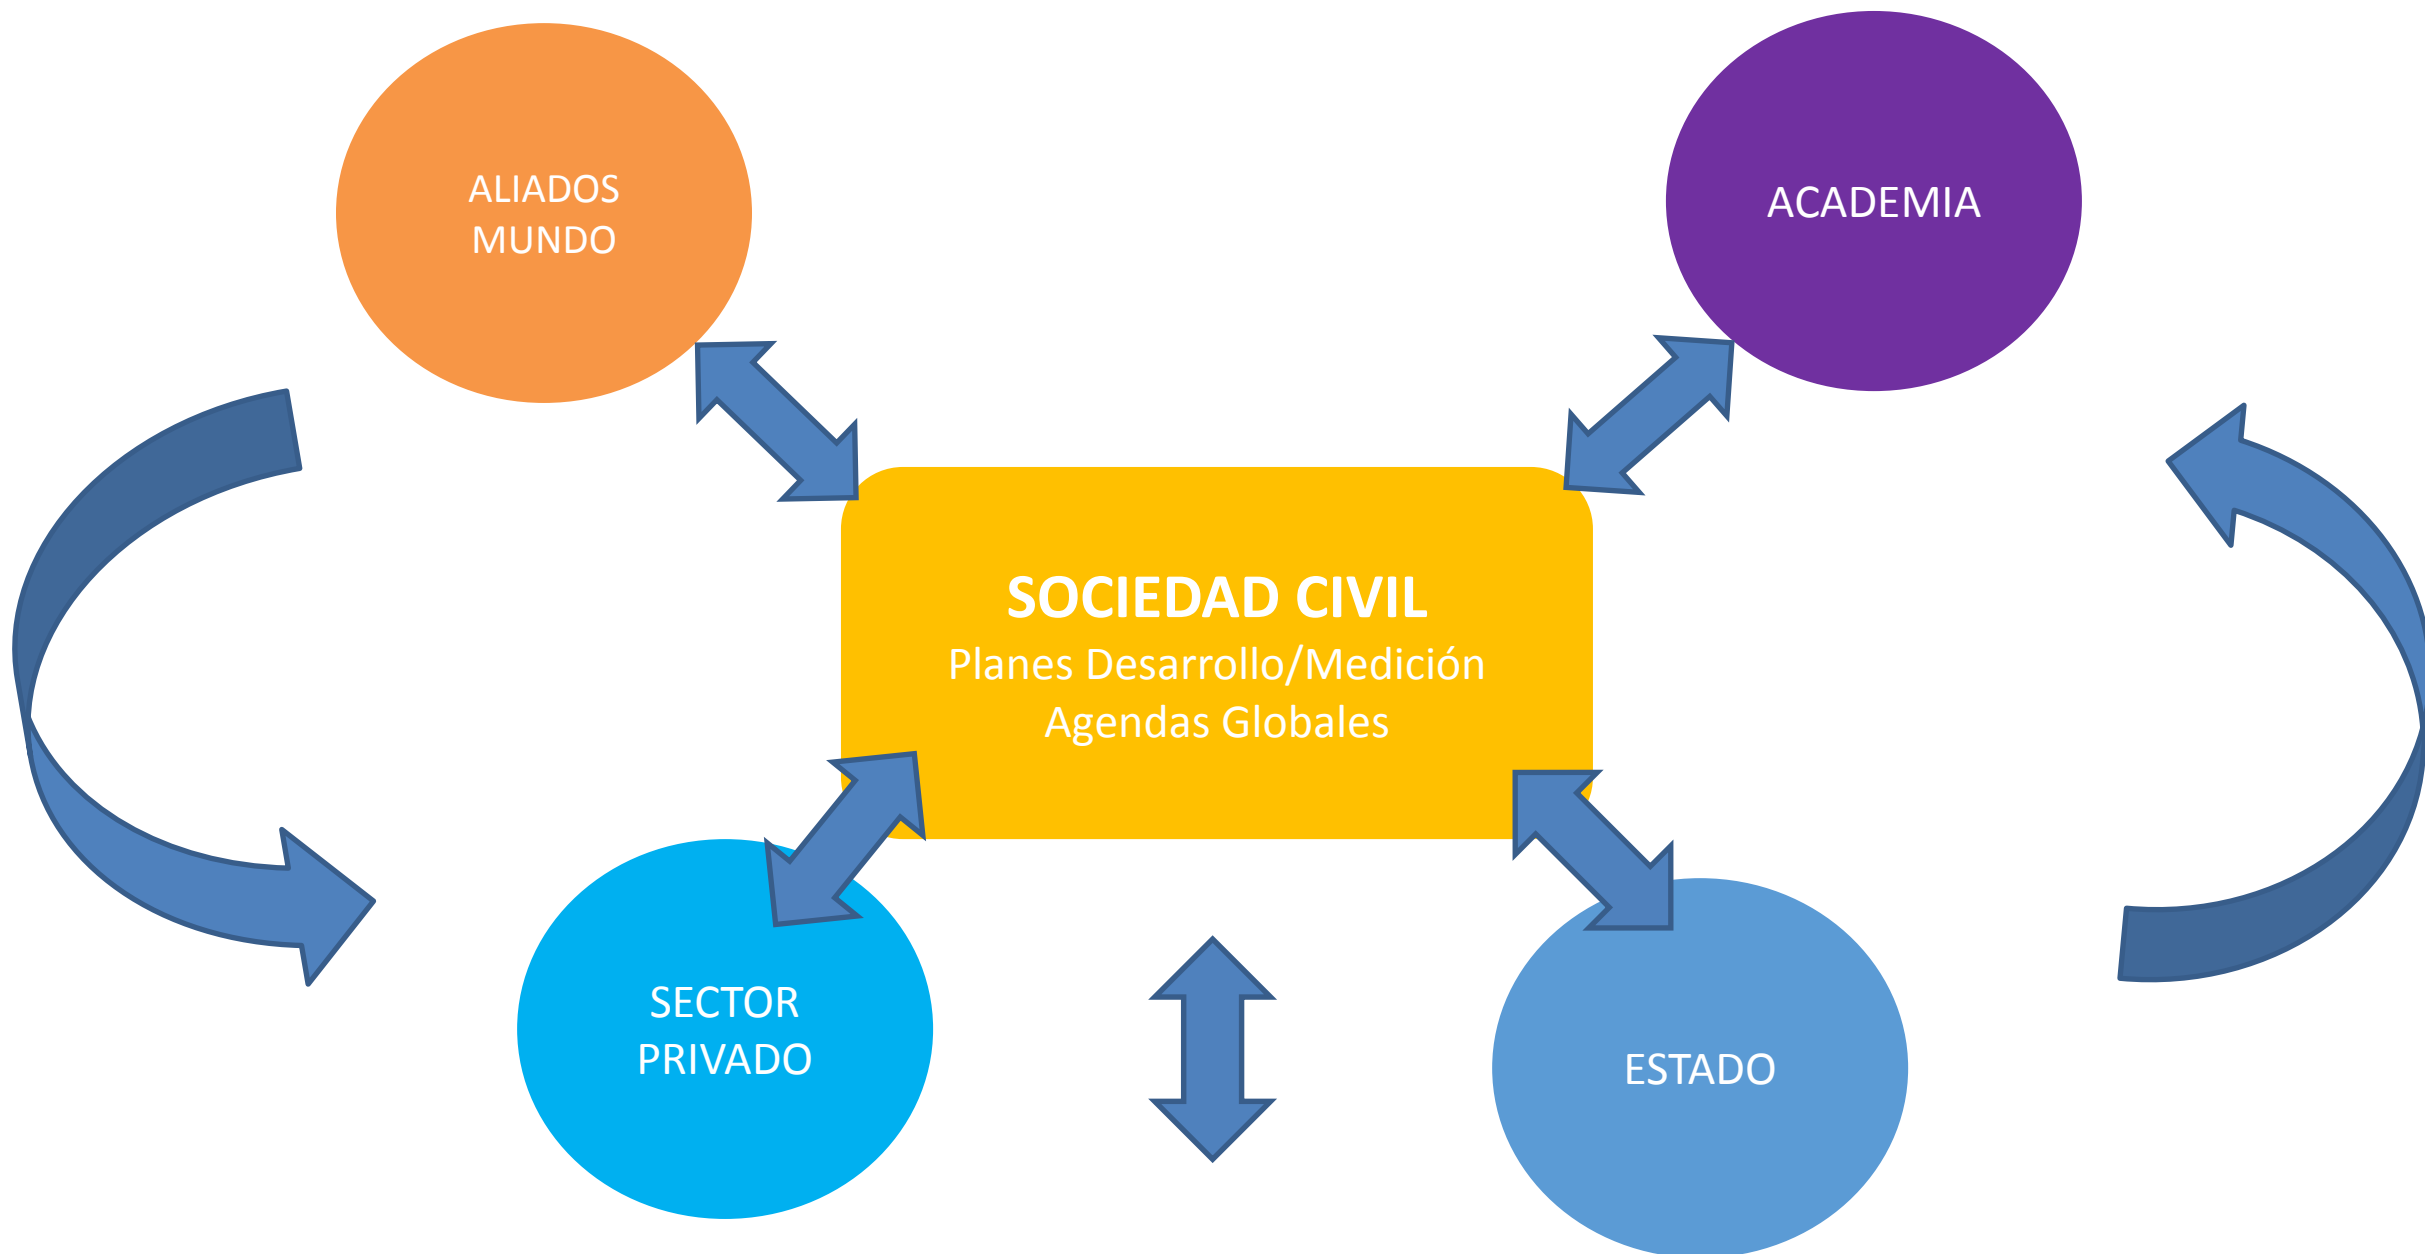 ALIADOS
MUNDO
ACADEMIA
SOCIEDAD CIVIL
Planes Desarrollo/Medición
Agendas Globales
SECTOR
PRIVADO
ESTADO